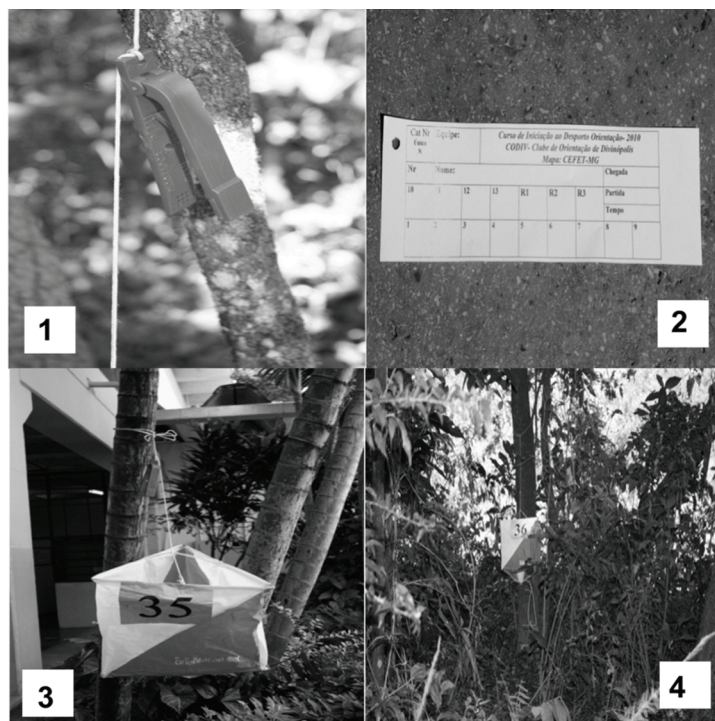 1
Cat Nr Equipe:
Curso de Iniciação ao Desporto Orientação- 2010
CODIV- Clube de Orientação de Divinópolis
Mapa: CEFET-MG
Nr Nome: Chegada
10 11 12 13 R1 R2 R3 Partida
Tempo
1 2 3 4 5 6 7 8 9
2
35
3
36
4